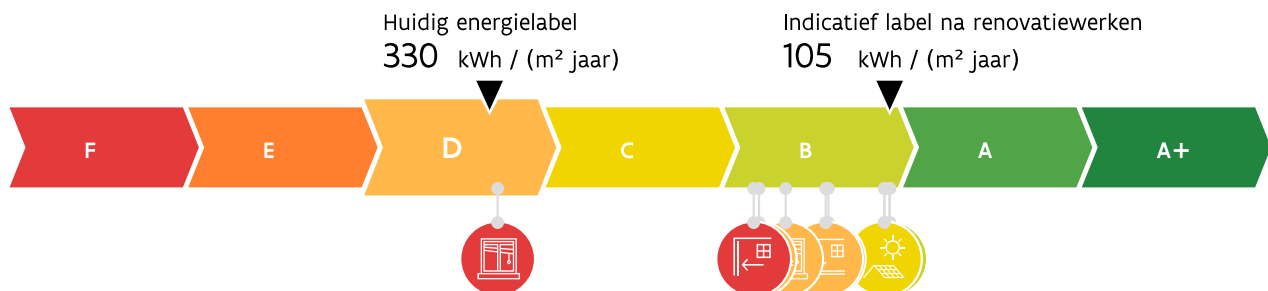 Huidig energielabel
330 kWh / (m² jaar)
Indicatief label na renovatiewerken
105 kWh / (m² jaar)
F
E
D
C
B
A
A+